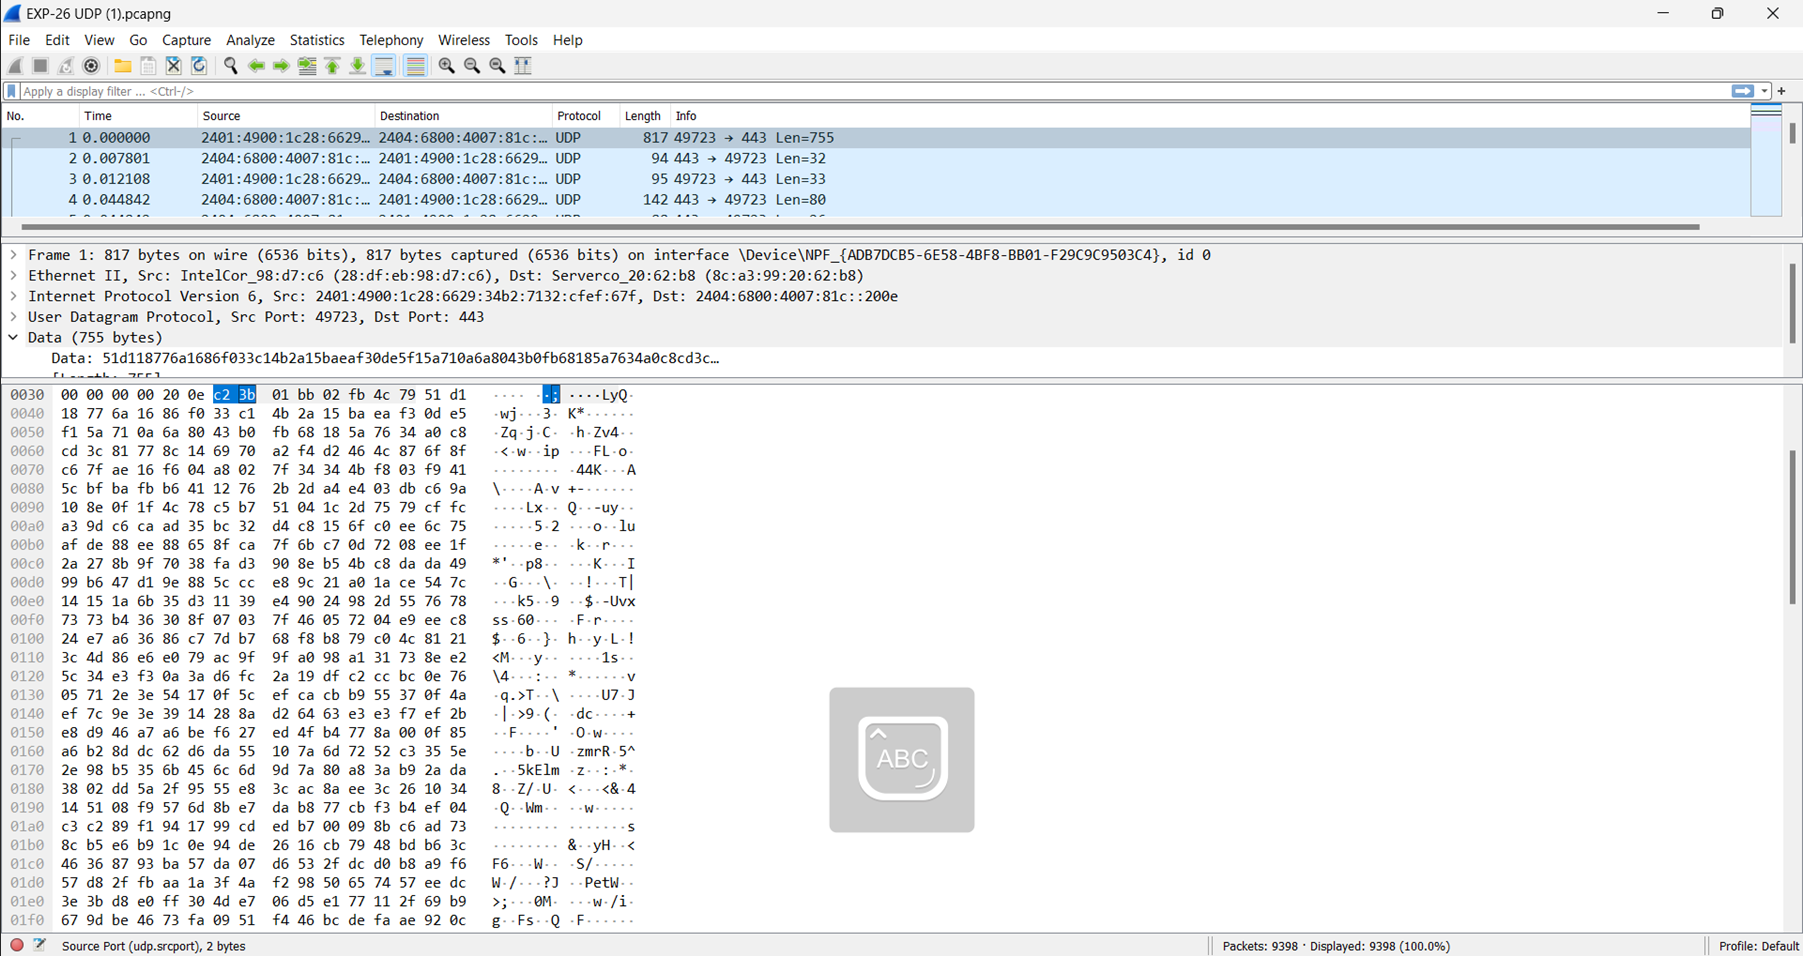 EXP-26 UDP (1).pcapng
File Edit View Go Capture Analyze Statistics Telephony Wireless Tools Help
Apply a display filter ... <Ctrl-/>
No. Time Source Destination Protocol Length Info
1 0.000000 2401:4900:1c28:6629… 2404:6800:4007:81c:… UDP 817 49723 → 443 Len=755
2 0.007801 2404:6800:4007:81c:… 2401:4900:1c28:6629… UDP 94 443 → 49723 Len=32
3 0.012108 2401:4900:1c28:6629… 2404:6800:4007:81c:… UDP 95 49723 → 443 Len=33
4 0.044842 2404:6800:4007:81c:… 2401:4900:1c28:6629… UDP 142 443 → 49723 Len=80
Frame 1: 817 bytes on wire (6536 bits), 817 bytes captured (6536 bits) on interface \Device\NPF_{ADB7DCB5-6E58-4BF8-BB01-F29C9C9503C4}, id 0
Ethernet II, Src: IntelCor_98:d7:c6 (28:df:eb:98:d7:c6), Dst: Serverco_20:62:b8 (8c:a3:99:20:62:b8)
Internet Protocol Version 6, Src: 2401:4900:1c28:6629:34b2:7132:cfef:67f, Dst: 2404:6800:4007:81c::200e
User Datagram Protocol, Src Port: 49723, Dst Port: 443
Data (755 bytes)
Data: 51d118776a1686f033c14b2a15baeaf30de5f15a710a6a8043b0fb68185a7634a0c8cd3c…
0030 00 00 00 00 20 0e c2 3b 01 bb 02 fb 4c 79 51 d1 ···· ··; ····LyQ·
0040 18 77 6a 16 86 f0 33 c1 4b 2a 15 ba ea f3 0d e5 ·wj···3· K*······
0050 f1 5a 71 0a 6a 80 43 b0 fb 68 18 5a 76 34 a0 c8 ·Zq·j·C· ·h·Zv4··
0060 cd 3c 81 77 8c 14 69 70 a2 f4 d2 46 4c 87 6f 8f ·<·w··ip ···FL·o·
0070 c6 7f ae 16 f6 04 a8 02 7f 34 34 4b f8 03 f9 41 ········ ·44K···A
0080 5c bf ba fb b6 41 12 76 2b 2d a4 e4 03 db c6 9a \····A·v +-······
0090 10 8e 0f 1f 4c 78 c5 b7 51 04 1c 2d 75 79 cf fc ····Lx·· Q··-uy··
00a0 a3 9d c6 ca ad 35 bc 32 d4 c8 15 6f c0 ee 6c 75 ·····5·2 ···o··lu
00b0 af de 88 ee 88 65 8f ca 7f 6b c7 0d 72 08 ee 1f ·····e·· ·k··r···
00c0 2a 27 8b 9f 70 38 fa d3 90 8e b5 4b c8 da da 49 *'··p8·· ···K···I
00d0 99 b6 47 d1 9e 88 5c cc e8 9c 21 a0 1a ce 54 7c ··G···\· ··!···T|
00e0 14 15 1a 6b 35 d3 11 39 e4 90 24 98 2d 55 76 78 ···k5··9 ··$·-Uvx
00f0 73 73 b4 36 30 8f 07 03 7f 46 05 72 04 e9 ee c8 ss·60··· ·F·r····
0100 24 e7 a6 36 86 c7 7d b7 68 f8 b8 79 c0 4c 81 21 $··6··}· h··y·L·!
0110 3c 4d 86 e6 e0 79 ac 9f 9f a0 98 a1 31 73 8e e2 <M···y·· ····1s··
0120 5c 34 e3 f3 0a 3a d6 fc 2a 19 df c2 cc bc 0e 76 \4···:·· *······v
0130 05 71 2e 3e 54 17 0f 5c ef ca cb b9 55 37 0f 4a ·q.>T··\ ····U7·J
0140 ef 7c 9e 3e 39 14 28 8a d2 64 63 e3 e3 f7 ef 2b ·|·>9·(· ·dc····+
0150 e8 d9 46 a7 a6 be f6 27 ed 4f b4 77 8a 00 0f 85 ··F····' ·O·w····
0160 a6 b2 8d dc 62 d6 da 55 10 7a 6d 72 52 c3 35 5e ····b··U ·zmrR·5^
0170 2e 98 b5 35 6b 45 6c 6d 9d 7a 80 a8 3a b9 2a da .··5kElm ·z··:·*·
0180 38 02 dd 5a 2f 95 55 e8 3c ac 8a ee 3c 26 10 34 8··Z/·U· <···<&·4
0190 14 51 08 f9 57 6d 8b e7 da b8 77 cb f3 b4 ef 04 ·Q··Wm·· ··w·····
01a0 c3 c2 89 f1 94 17 99 cd ed b7 00 09 8b c6 ad 73 ········ ·······s
01b0 8c b5 e6 b9 1c 0e 94 de 26 16 cb 79 48 bd b6 3c ········ &··yH··<
01c0 46 36 87 93 ba 57 da 07 d6 53 2f dc d0 b8 a9 f6 F6···W·· ·S/·····
01d0 57 d8 2f fb aa 1a 3f 4a f2 98 50 65 74 57 ee dc W·/···?J ··PetW··
01e0 3e 3b d8 e0 ff 30 4d e7 06 d5 e1 77 11 2f 69 b9 >;···0M· ···w·/i·
01f0 67 9d be 46 73 fa 09 51 f4 46 bc de fa ae 92 0c g··Fs··Q ·F······
ABC
Source Port (udp.srcport), 2 bytes Packets: 9398 · Displayed: 9398 (100.0%) Profile: Default